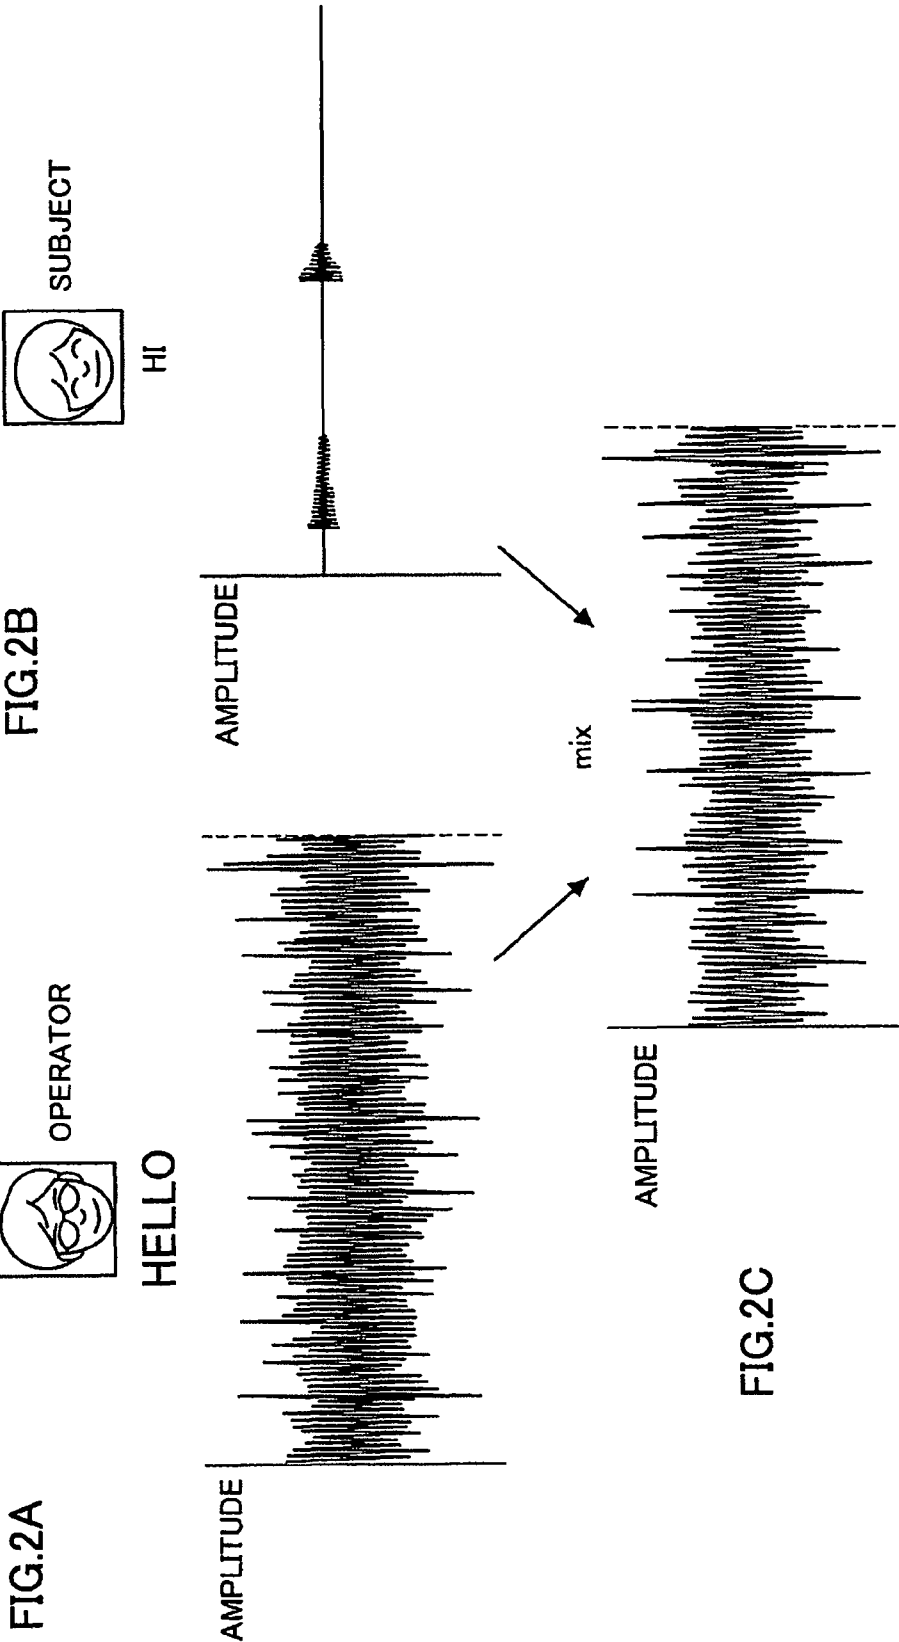 FIG.2A
OPERATOR
HELLO
AMPLITUDE
FIG.2B
SUBJECT
HI
AMPLITUDE
mix
FIG.2C
AMPLITUDE